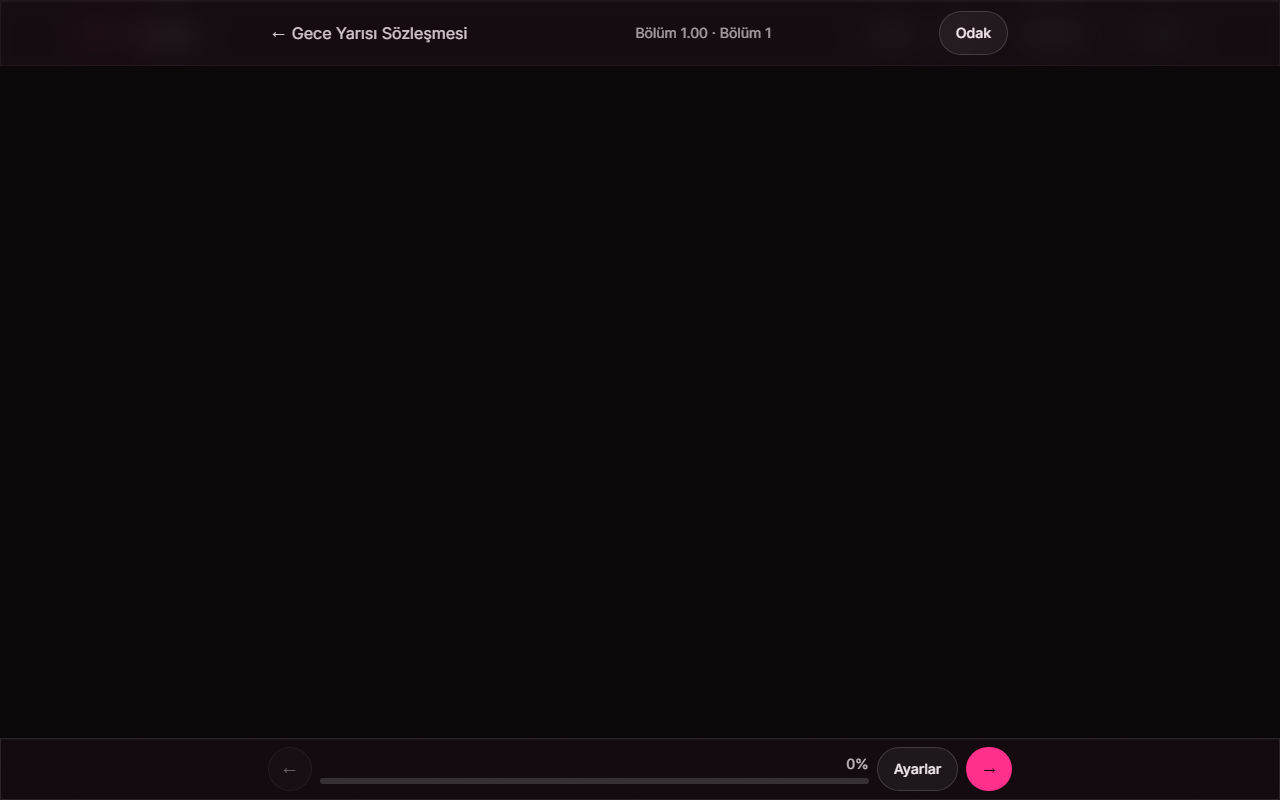 ← Gece Yarısı Sözleşmesi
Bölüm 1.00 · Bölüm 1
Odak
←
0%
Ayarlar
→